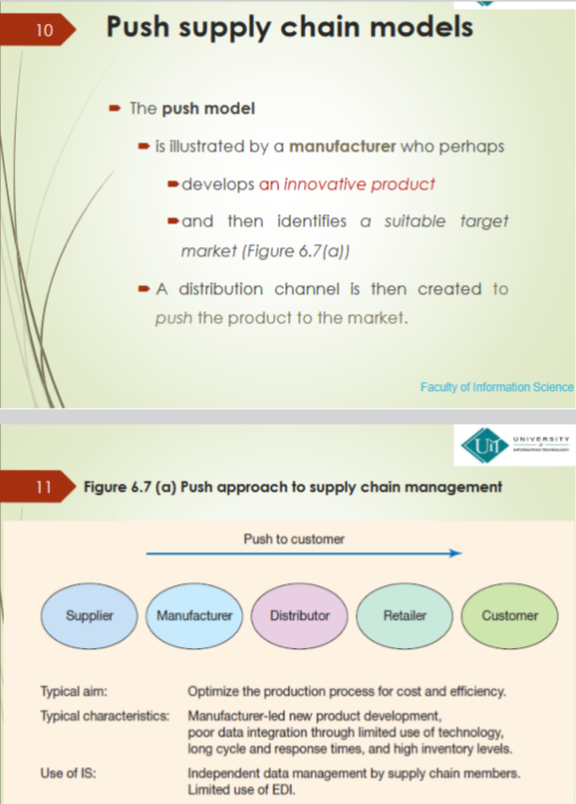 10
Push supply chain models
The push model
is illustrated by a manufacturer who perhaps
develops an innovative product
and then identifies a suitable target
market (Figure 6.7(a))
A distribution channel is then created to
push the product to the market.
Faculty of Information Science
UIT
UNIVERSITY
OF
INFORMATION TECHNOLOGY
11
Figure 6.7 (a) Push approach to supply chain management
Push to customer
Supplier
Manufacturer
Distributor
Retailer
Customer
Typical aim: Optimize the production process for cost and efficiency.
Typical characteristics: Manufacturer-led new product development,
poor data integration through limited use of technology,
long cycle and response times, and high inventory levels.
Use of IS: Independent data management by supply chain members.
Limited use of EDI.